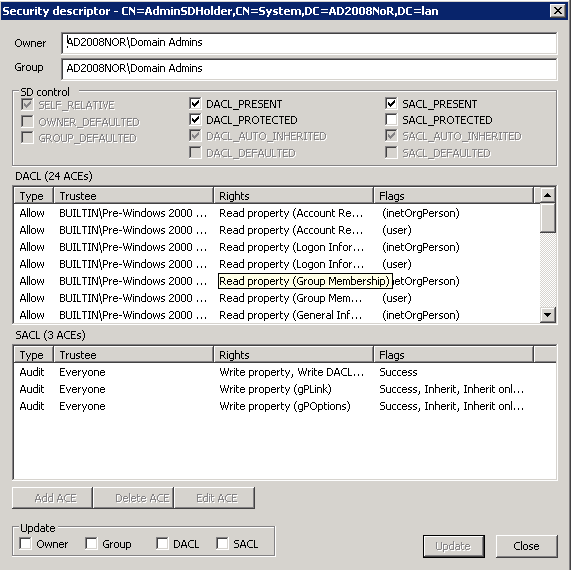 Security descriptor - CN=AdminSDHolder,CN=System,DC=AD2008NoR,DC=lan
Owner AD2008NOR\Domain Admins
Group AD2008NOR\Domain Admins
SD control
SELF_RELATIVE DACL_PRESENT SACL_PRESENT
OWNER_DEFAULTED DACL_PROTECTED SACL_PROTECTED
GROUP_DEFAULTED DACL_AUTO_INHERITED SACL_AUTO_INHERITED
DACL_DEFAULTED SACL_DEFAULTED
DACL (24 ACEs)
Type Trustee Rights Flags
Allow BUILTIN\Pre-Windows 2000 ... Read property (Account Re... (inetOrgPerson)
Allow BUILTIN\Pre-Windows 2000 ... Read property (Account Re... (user)
Allow BUILTIN\Pre-Windows 2000 ... Read property (Logon Infor... (inetOrgPerson)
Allow BUILTIN\Pre-Windows 2000 ... Read property (Logon Infor... (user)
Allow BUILTIN\Pre-Windows 2000 ... Read property (Group Membership) inetOrgPerson)
Allow BUILTIN\Pre-Windows 2000 ... Read property (Group Mem... (user)
Allow BUILTIN\Pre-Windows 2000 ... Read property (General Inf... (inetOrgPerson)
SACL (3 ACEs)
Type Trustee Rights Flags
Audit Everyone Write property, Write DACL... Success
Audit Everyone Write property (gPLink) Success, Inherit, Inherit onl...
Audit Everyone Write property (gPOptions) Success, Inherit, Inherit onl...
Add ACE Delete ACE Edit ACE
Update
Owner Group DACL SACL Update Close